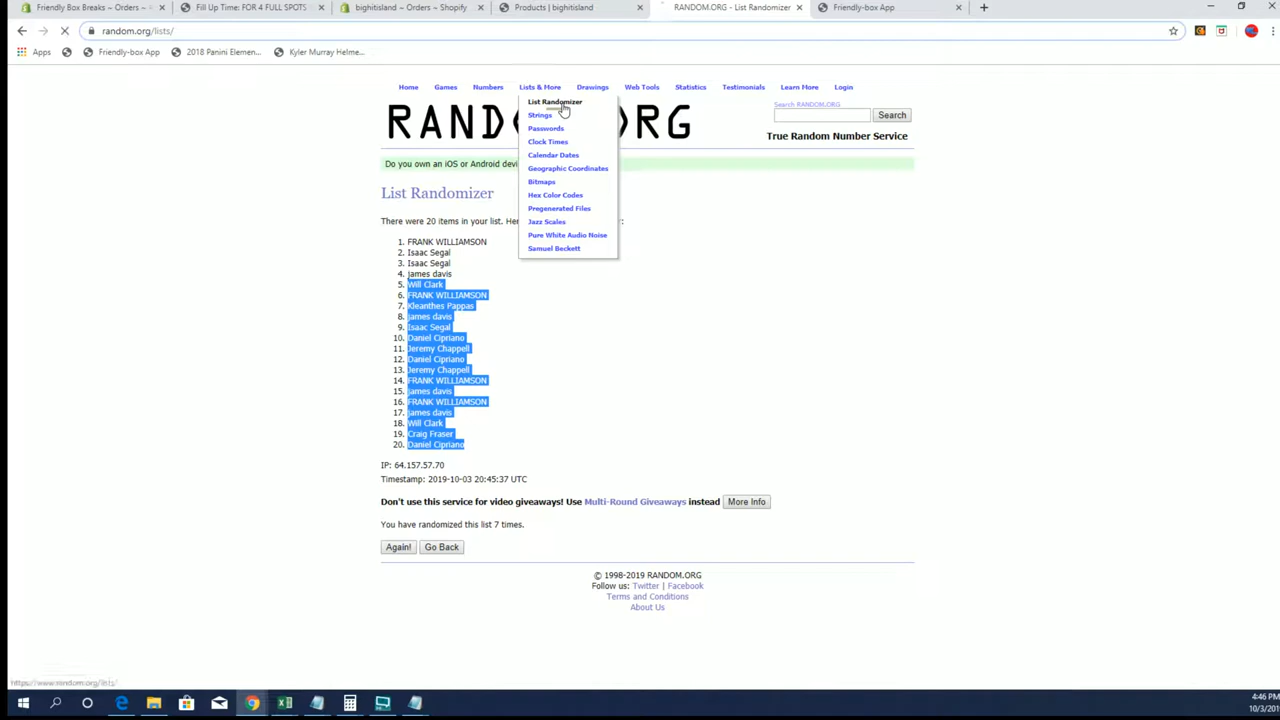 Friendly Box Breaks ~ Orders ~
Fill Up Time: FOR 4 FULL SPOTS
bighitisland ~ Orders ~ Shopify
Products | bighitisland
RANDOM.ORG - List Randomizer
Friendly-box App
random.org/lists/
Apps
Friendly-box App
2018 Panini Elemen...
Kyler Murray Helme...
Home
Games
Numbers
Lists & More
Drawings
Web Tools
Statistics
Testimonials
Learn More
Login
List Randomizer
Strings
Passwords
Clock Times
Calendar Dates
Geographic Coordinates
Bitmaps
Hex Color Codes
Pregenerated Files
Jazz Scales
Pure White Audio Noise
Samuel Beckett
Search RANDOM.ORG
Search
True Random Number Service
Do you own an iOS or Android devi
List Randomizer
There were 20 items in your list. Her
1. FRANK WILLIAMSON
2. Isaac Segal
3. Isaac Segal
4. james davis
5. Will Clark
6. FRANK WILLIAMSON
7. Kleanthes Pappas
8. james davis
9. Isaac Segal
10. Daniel Cipriano
11. Jeremy Chappell
12. Daniel Cipriano
13. Jeremy Chappell
14. FRANK WILLIAMSON
15. james davis
16. FRANK WILLIAMSON
17. james davis
18. Will Clark
19. Craig Fraser
20. Daniel Cipriano
IP: 64.157.57.70
Timestamp: 2019-10-03 20:45:37 UTC
Don't use this service for video giveaways! Use Multi-Round Giveaways instead
More Info
You have randomized this list 7 times.
Again!
Go Back
© 1998-2019 RANDOM.ORG
Follow us: Twitter | Facebook
Terms and Conditions
About Us
https://www.random.org/lists/
4:46 PM
10/3/201